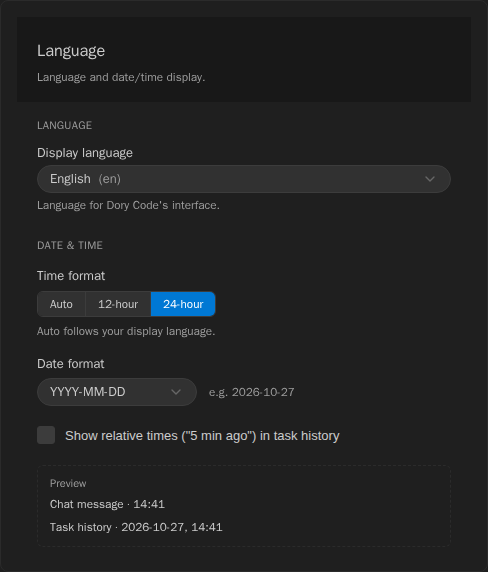 Language
Language and date/time display.
LANGUAGE
Display language
English (en)
Language for Dory Code's interface.
DATE & TIME
Time format
Auto 12-hour 24-hour
Auto follows your display language.
Date format
YYYY-MM-DD e.g. 2026-10-27
Show relative times ("5 min ago") in task history
Preview
Chat message · 14:41
Task history · 2026-10-27, 14:41